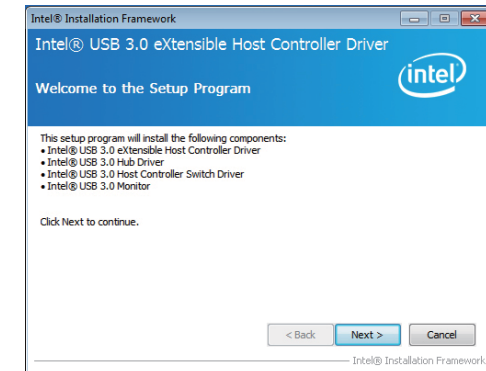 Intel® Installation Framework
Intel® USB 3.0 eXtensible Host Controller Driver
intel
Welcome to the Setup Program
This setup program will install the following components:
• Intel® USB 3.0 eXtensible Host Controller Driver
• Intel® USB 3.0 Hub Driver
• Intel® USB 3.0 Host Controller Switch Driver
• Intel® USB 3.0 Monitor
Click Next to continue.
< Back Next > Cancel
Intel® Installation Framework